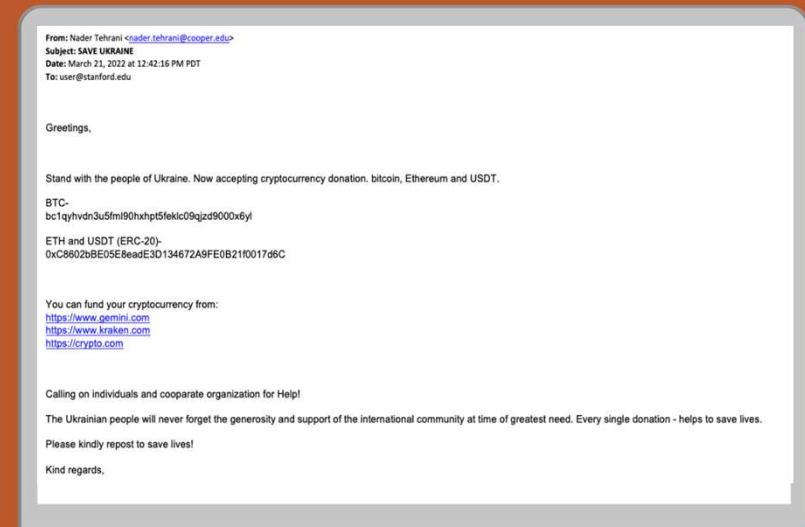 From: Nader Tehrani <nader.tehrani@cooper.edu>
Subject: SAVE UKRAINE
Date: March 21, 2022 at 12:42:16 PM PDT
To: user@stanford.edu
Greetings,
Stand with the people of Ukraine. Now accepting cryptocurrency donation. bitcoin, Ethereum and USDT.
BTC-
bc1qyhvdn3u5fml90hxhpt5feklc09qjzd9000x6yl
ETH and USDT (ERC-20)-
0xC8602bBE05E8eadE3D134672A9FE0B21f0017d6C
You can fund your cryptocurrency from:
https://www.gemini.com
https://www.kraken.com
https://crypto.com
Calling on individuals and cooparate organization for Help!
The Ukrainian people will never forget the generosity and support of the international community at time of greatest need. Every single donation - helps to save lives.
Please kindly repost to save lives!
Kind regards,